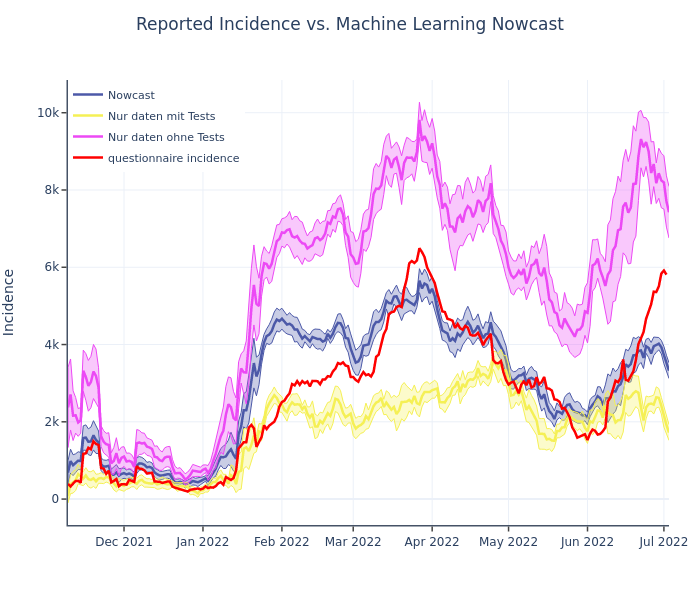 Reported Incidence vs. Machine Learning Nowcast
Nowcast
Nur daten mit Tests
Nur daten ohne Tests
questionnaire incidence
10k
8k
6k
4k
2k
0
Incidence
Dec 2021
Jan 2022
Feb 2022
Mar 2022
Apr 2022
May 2022
Jun 2022
Jul 2022